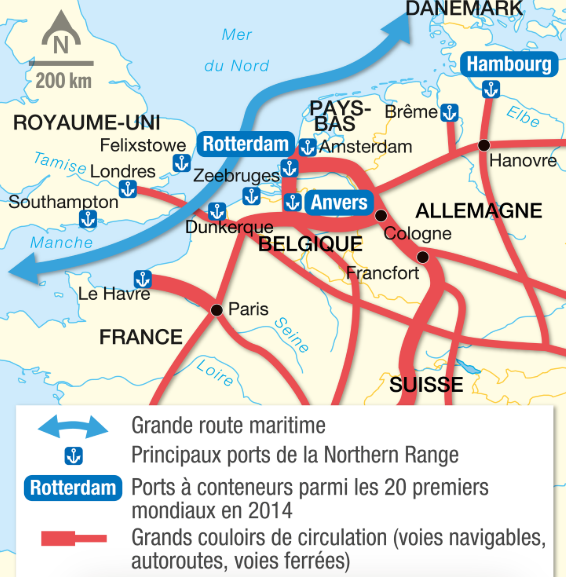 DANEMARK
N
200 km
Mer
du Nord
Hambourg
PAYS-
BAS
Brême
Elbe
ROYAUME-UNI
Felixstowe
Rotterdam
Amsterdam
Hanovre
Tamise
Londres
Zeebruges
Southampton
Anvers
ALLEMAGNE
Dunkerque
Cologne
Manche
BELGIQUE
Francfort
Le Havre
Paris
Seine
FRANCE
Loire
SUISSE
Grande route maritime
Principaux ports de la Northern Range
Rotterdam Ports à conteneurs parmi les 20 premiers
mondiaux en 2014
Grands couloirs de circulation (voies navigables,
autoroutes, voies ferrées)